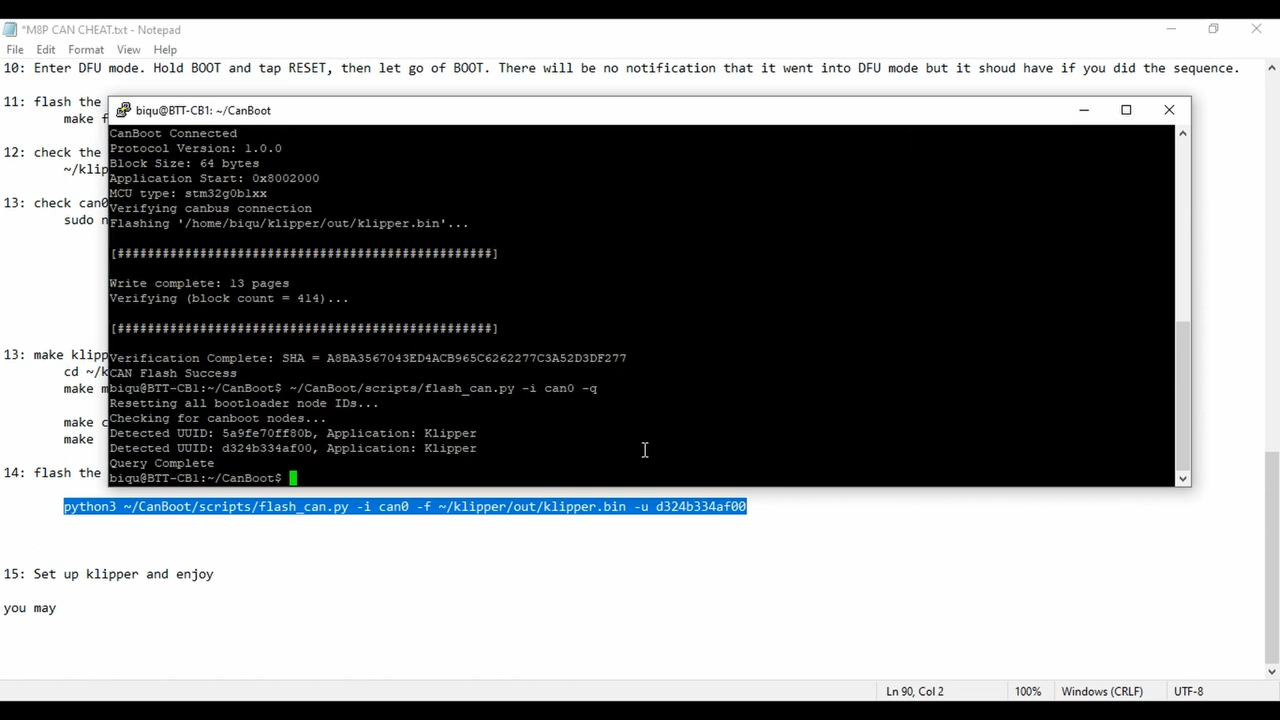 *M8P CAN CHEAT.txt - Notepad
File Edit Format View Help
10: Enter DFU mode. Hold BOOT and tap RESET, then let go of BOOT. There will be no notification that it went into DFU mode but it shoud have if you did the sequence.
11: flash the
make f
12: check the
~/klip
13: check can0
sudo n
13: make klipp
cd ~/k
make m
make c
make
14: flash the
biqu@BTT-CB1: ~/CanBoot
CanBoot Connected
Protocol Version: 1.0.0
Block Size: 64 bytes
Application Start: 0x8002000
MCU type: stm32g0b1xx
Verifying canbus connection
Flashing '/home/biqu/klipper/out/klipper.bin'...
[##################################################]
Write complete: 13 pages
Verifying (block count = 414)...
[##################################################]
Verification Complete: SHA = A8BA3567043ED4ACB965C6262277C3A52D3DF277
CAN Flash Success
biqu@BTT-CB1:~/CanBoot$ ~/CanBoot/scripts/flash_can.py -i can0 -q
Resetting all bootloader node IDs...
Checking for canboot nodes...
Detected UUID: 5a9fe70ff80b, Application: Klipper
Detected UUID: d324b334af00, Application: Klipper
Query Complete
biqu@BTT-CB1:~/CanBoot$
python3 ~/CanBoot/scripts/flash_can.py -i can0 -f ~/klipper/out/klipper.bin -u d324b334af00
15: Set up klipper and enjoy
you may
Ln 90, Col 2 100% Windows (CRLF) UTF-8